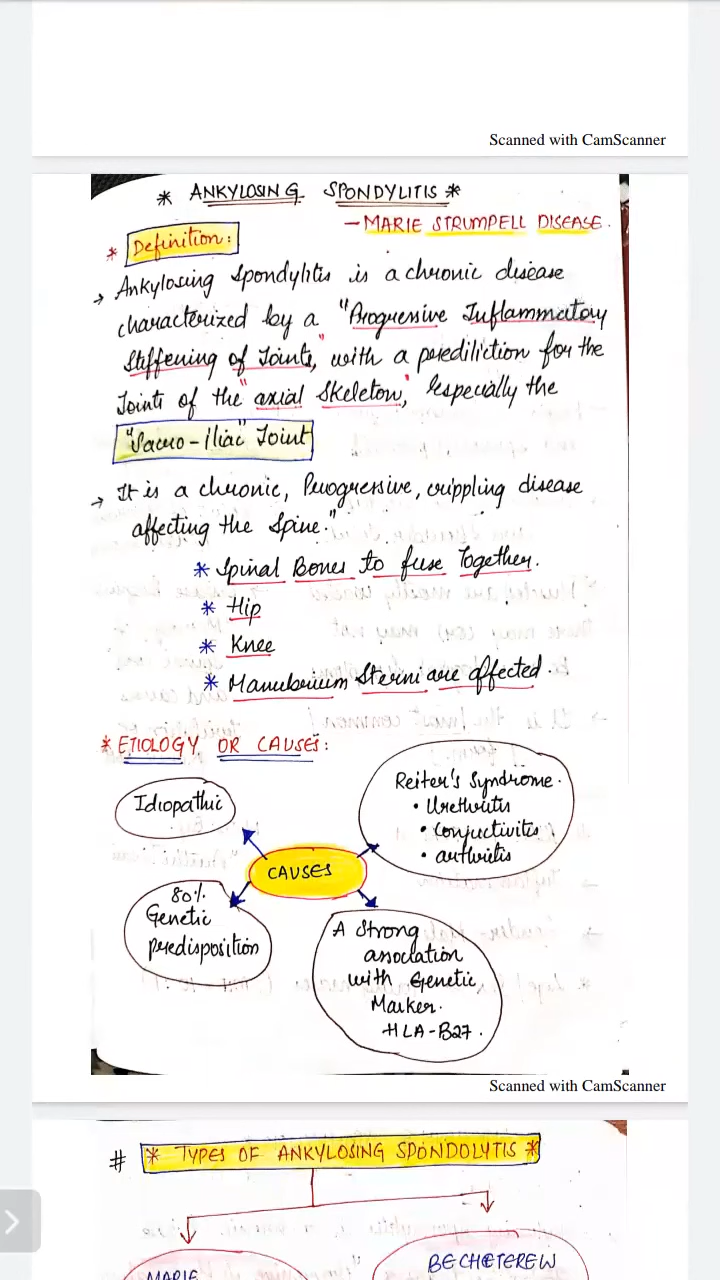 Scanned with CamScanner
* ANKYLOSING SPONDYLITIS *
- MARIE STRUMPELL DISEASE.
* Definition:
→ Ankylosing Spondylitis is a chronic disease
characterized by a "Progressive Inflammatory
Stiffening of Joints," with a prediliction for the
Joints of the "axial Skeleton," especially the
"Sacro-Iliac" Joint
→ It is a chronic, Progressive, crippling disease
affecting the Spine."
* Spinal Bones to fuse Together.
* Hip
* Knee
* Manubrium Sterni are affected.
* ETIOLOGY OR CAUSES:
Idiopathic
Reiter's Syndrome.
• Urethritis
• Conjuctivites
• arthritis
CAUSES
80%
Genetic
predisposition
A Strong
association
with Genetic
Marker.
HLA-B27.
Scanned with CamScanner
# * TYPES OF ANKYLOSING SPONDOLYTIS *
MARIE
BECHETEREW